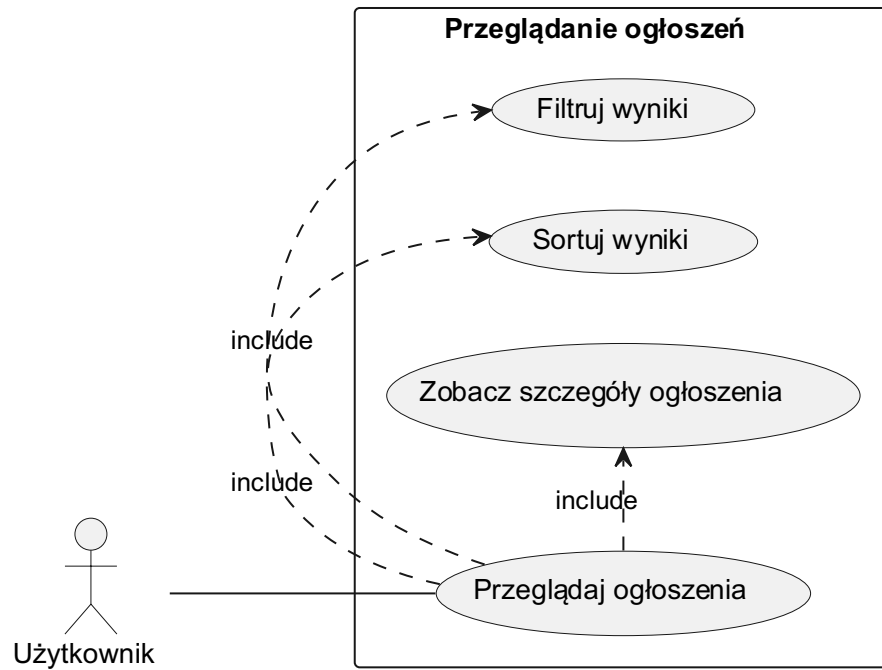 Przeglądanie ogłoszeń
Filtruj wyniki
Sortuj wyniki
include
Zobacz szczegóły ogłoszenia
include
include
Przeglądaj ogłoszenia
Użytkownik